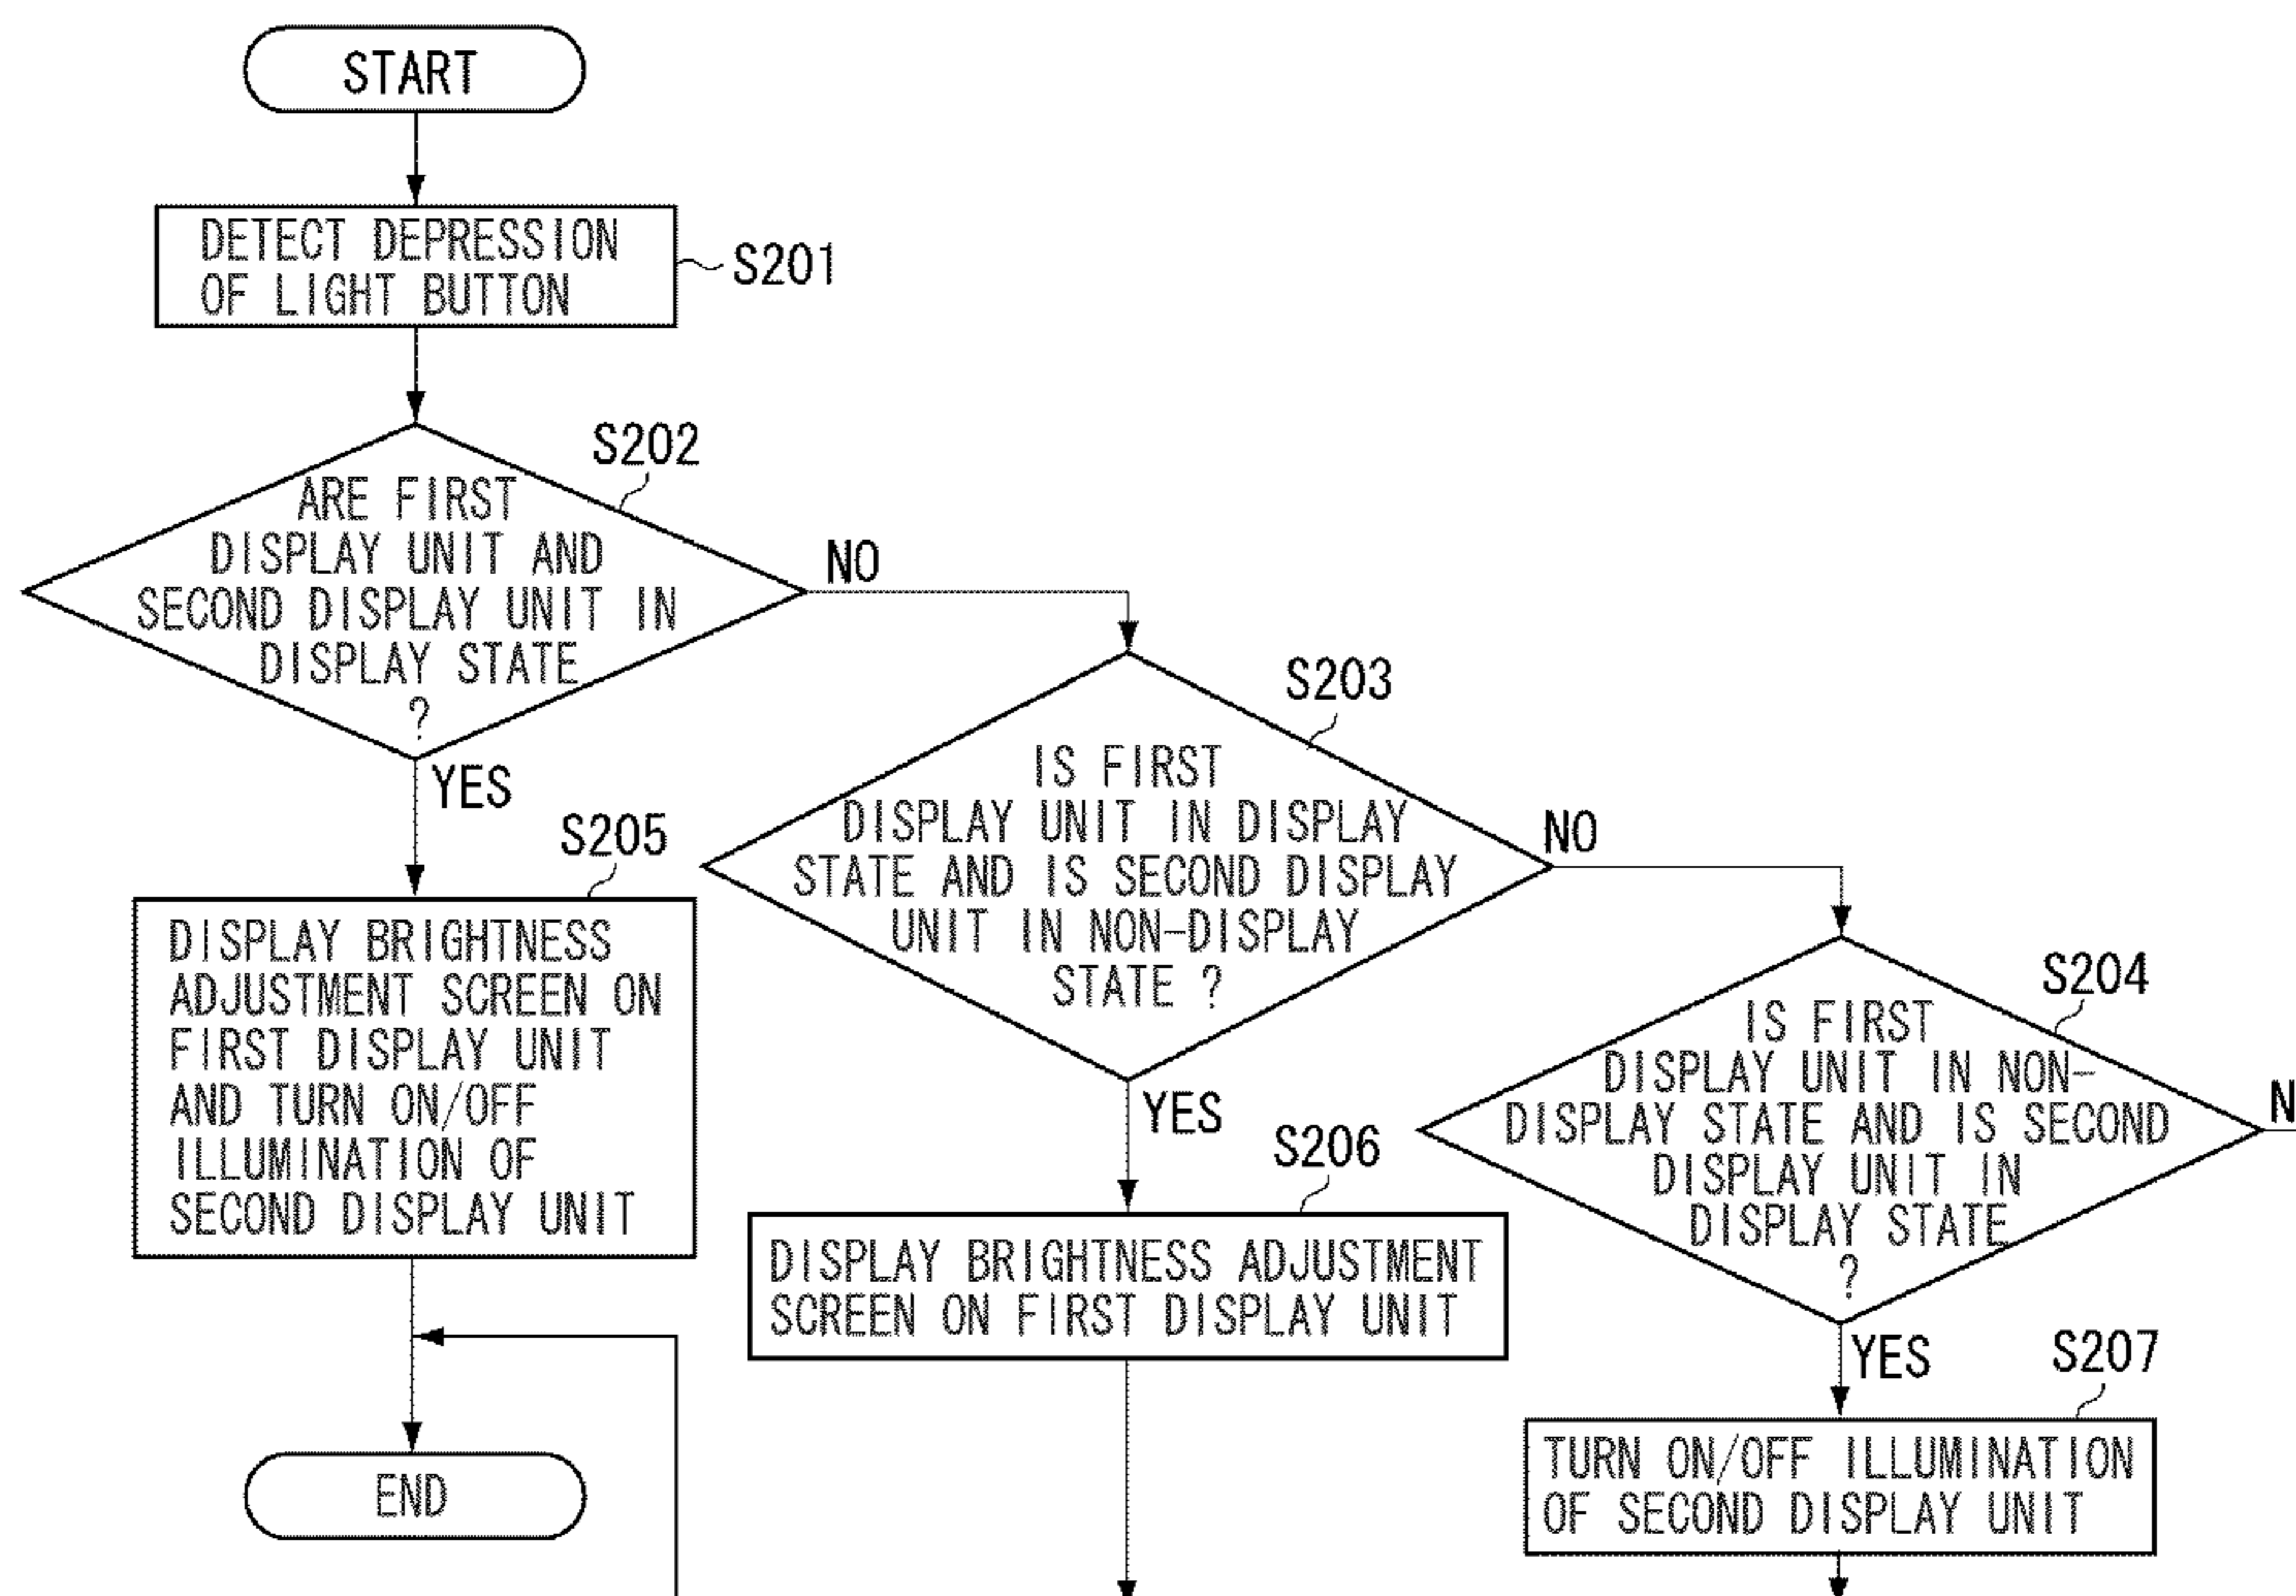 START
DETECT DEPRESSION
OF LIGHT BUTTON
S201
S202
ARE FIRST
DISPLAY UNIT AND
SECOND DISPLAY UNIT IN
DISPLAY STATE
?
NO
YES
S203
IS FIRST
DISPLAY UNIT IN DISPLAY
STATE AND IS SECOND DISPLAY
UNIT IN NON-DISPLAY
STATE ?
NO
YES
S205
DISPLAY BRIGHTNESS
ADJUSTMENT SCREEN ON
FIRST DISPLAY UNIT
AND TURN ON/OFF
ILLUMINATION OF
SECOND DISPLAY UNIT
S204
IS FIRST
DISPLAY UNIT IN NON-
DISPLAY STATE AND IS SECOND
DISPLAY UNIT IN
DISPLAY STATE
?
N
YES
S206
DISPLAY BRIGHTNESS ADJUSTMENT
SCREEN ON FIRST DISPLAY UNIT
S207
TURN ON/OFF ILLUMINATION
OF SECOND DISPLAY UNIT
END